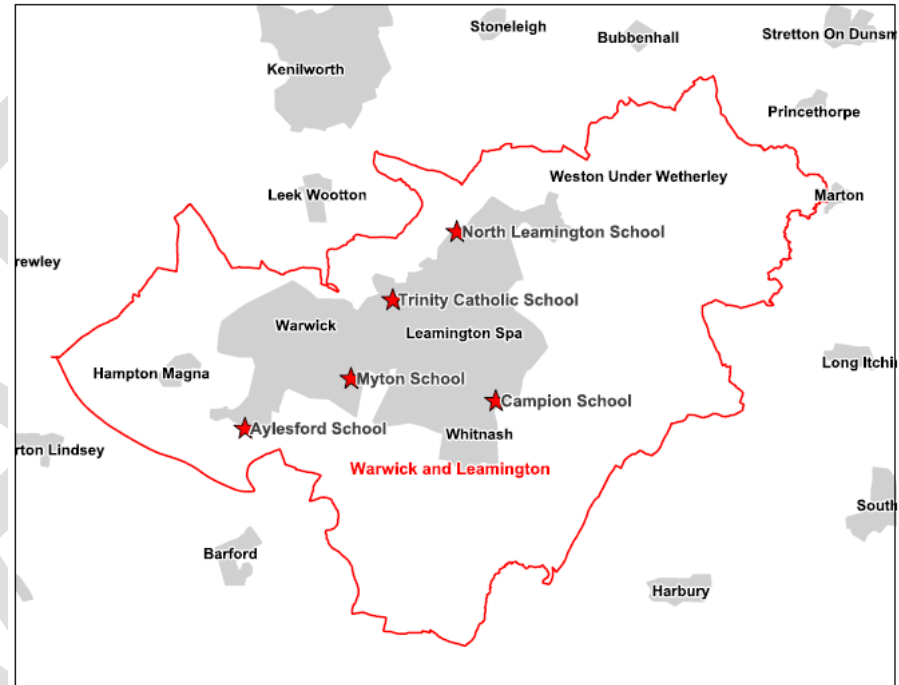 Stoneleigh
Bubbenhall
Stretton On Dunsm
Kenilworth
Princethorpe
Weston Under Wetherley
Leek Wootton
Marton
North Leamington School
rewley
Trinity Catholic School
Warwick
Leamington Spa
Long Itchi
Hampton Magna
Myton School
Campion School
Aylesford School
Whitnash
rton Lindsey
Warwick and Leamington
South
Barford
Harbury